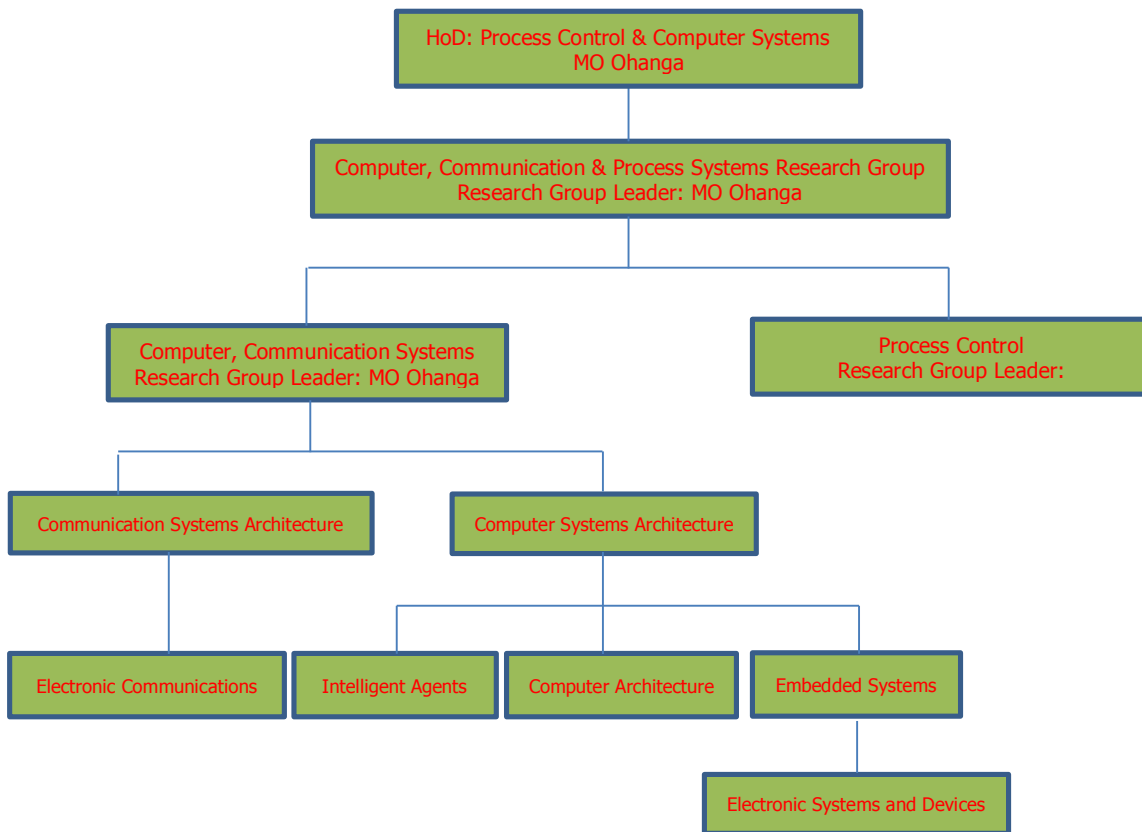 HoD: Process Control & Computer Systems
MO Ohanga
Computer, Communication & Process Systems Research Group
Research Group Leader: MO Ohanga
Computer, Communication Systems
Research Group Leader: MO Ohanga
Process Control
Research Group Leader:
Communication Systems Architecture
Computer Systems Architecture
Electronic Communications
Intelligent Agents
Computer Architecture
Embedded Systems
Electronic Systems and Devices